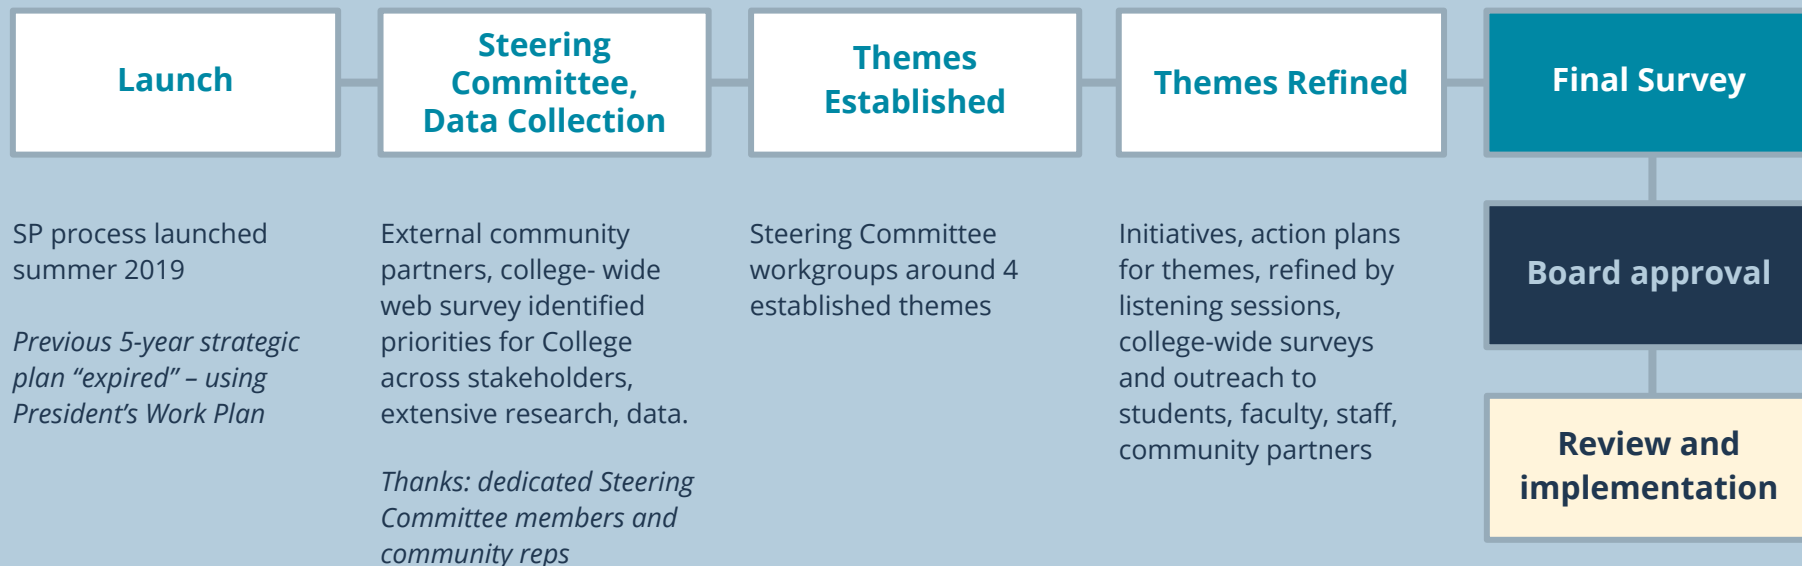 Launch
SP process launched
summer 2019
Previous 5-year strategic
plan “expired” – using
President’s Work Plan
Steering
Committee,
Data Collection
External community
partners, college- wide
web survey identified
priorities for College
across stakeholders,
extensive research, data.
Thanks: dedicated Steering
Committee members and
community reps
Themes
Established
Steering Committee
workgroups around 4
established themes
Themes Refined
Initiatives, action plans
for themes, refined by
listening sessions,
college-wide surveys
and outreach to
students, faculty, staff,
community partners
Final Survey
Board approval
Review and
implementation